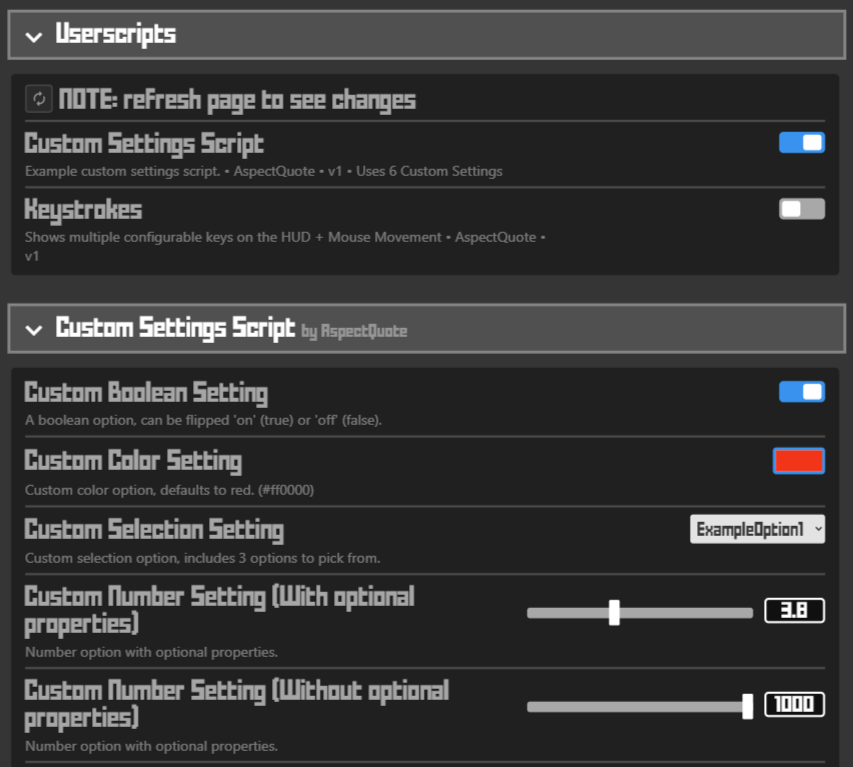 Userscripts
NOTE: refresh page to see changes
Custom Settings Script
Example custom settings script. • AspectQuote • v1 • Uses 6 Custom Settings
Keystrokes
Shows multiple configurable keys on the HUD + Mouse Movement • AspectQuote •
v1
Custom Settings Script by AspectQuote
Custom Boolean Setting
A boolean option, can be flipped 'on' (true) or 'off' (false).
Custom Color Setting
Custom color option, defaults to red. (#ff0000)
Custom Selection Setting
ExampleOption1
Custom selection option, includes 3 options to pick from.
Custom Number Setting (With optional
properties)
3.8
Number option with optional properties.
Custom Number Setting (Without optional
properties)
1000
Number option with optional properties.